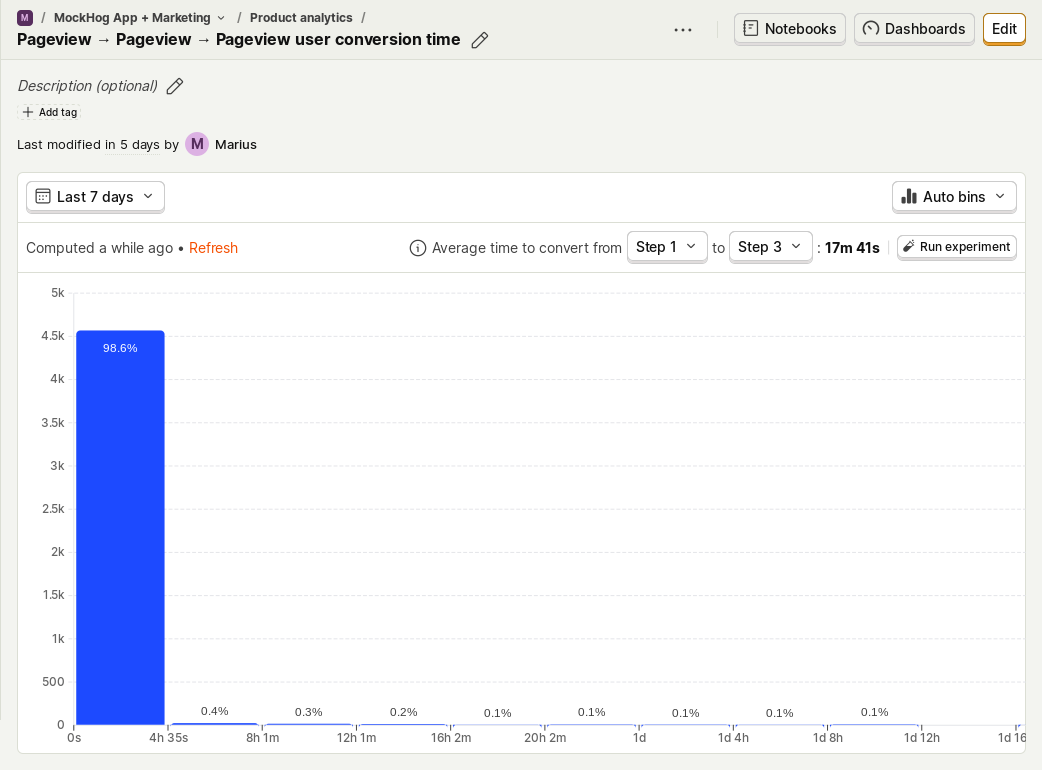 M / MockHog App + Marketing / Product analytics /
Pageview → Pageview → Pageview user conversion time
Notebooks
Dashboards
Edit
Description (optional)
Add tag
Last modified in 5 days by M Marius
Last 7 days
Auto bins
Computed a while ago • Refresh
Average time to convert from Step 1 to Step 3 : 17m 41s
Run experiment
5k
4.5k
4k
3.5k
3k
2.5k
2k
1.5k
1k
500
0
98.6%
0.4%
0.3%
0.2%
0.1%
0.1%
0.1%
0.1%
0.1%
0s
4h 35s
8h 1m
12h 1m
16h 2m
20h 2m
1d
1d 4h
1d 8h
1d 12h
1d 16